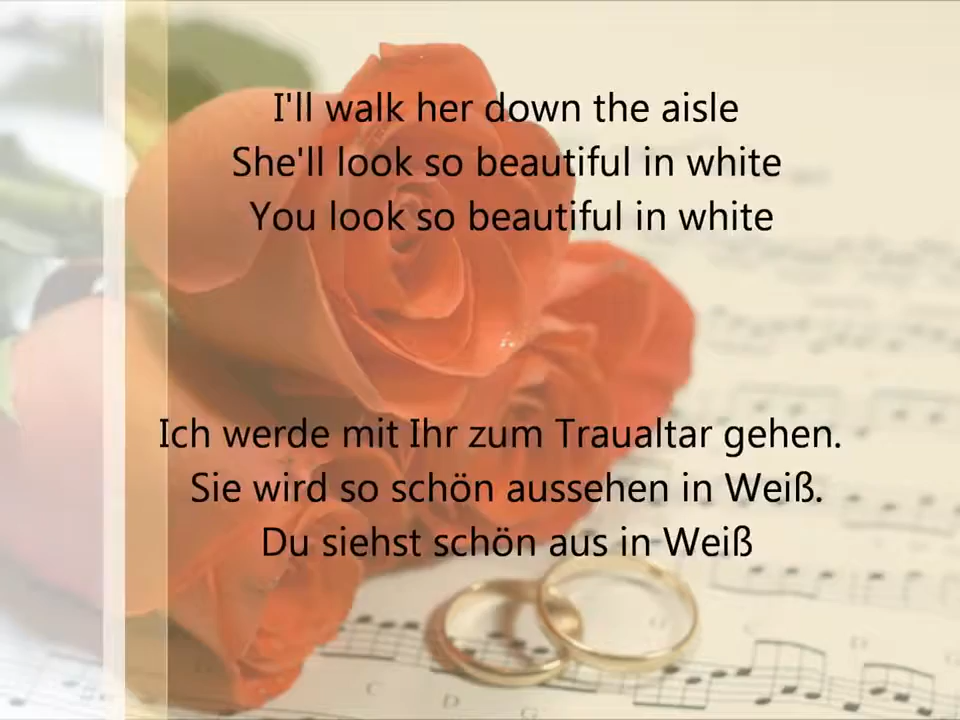 I'll walk her down the aisle
She'll look so beautiful in white
You look so beautiful in white
Ich werde mit Ihr zum Traualtar gehen.
Sie wird so schön aussehen in Weiß.
Du siehst schön aus in Weiß
C
D
G